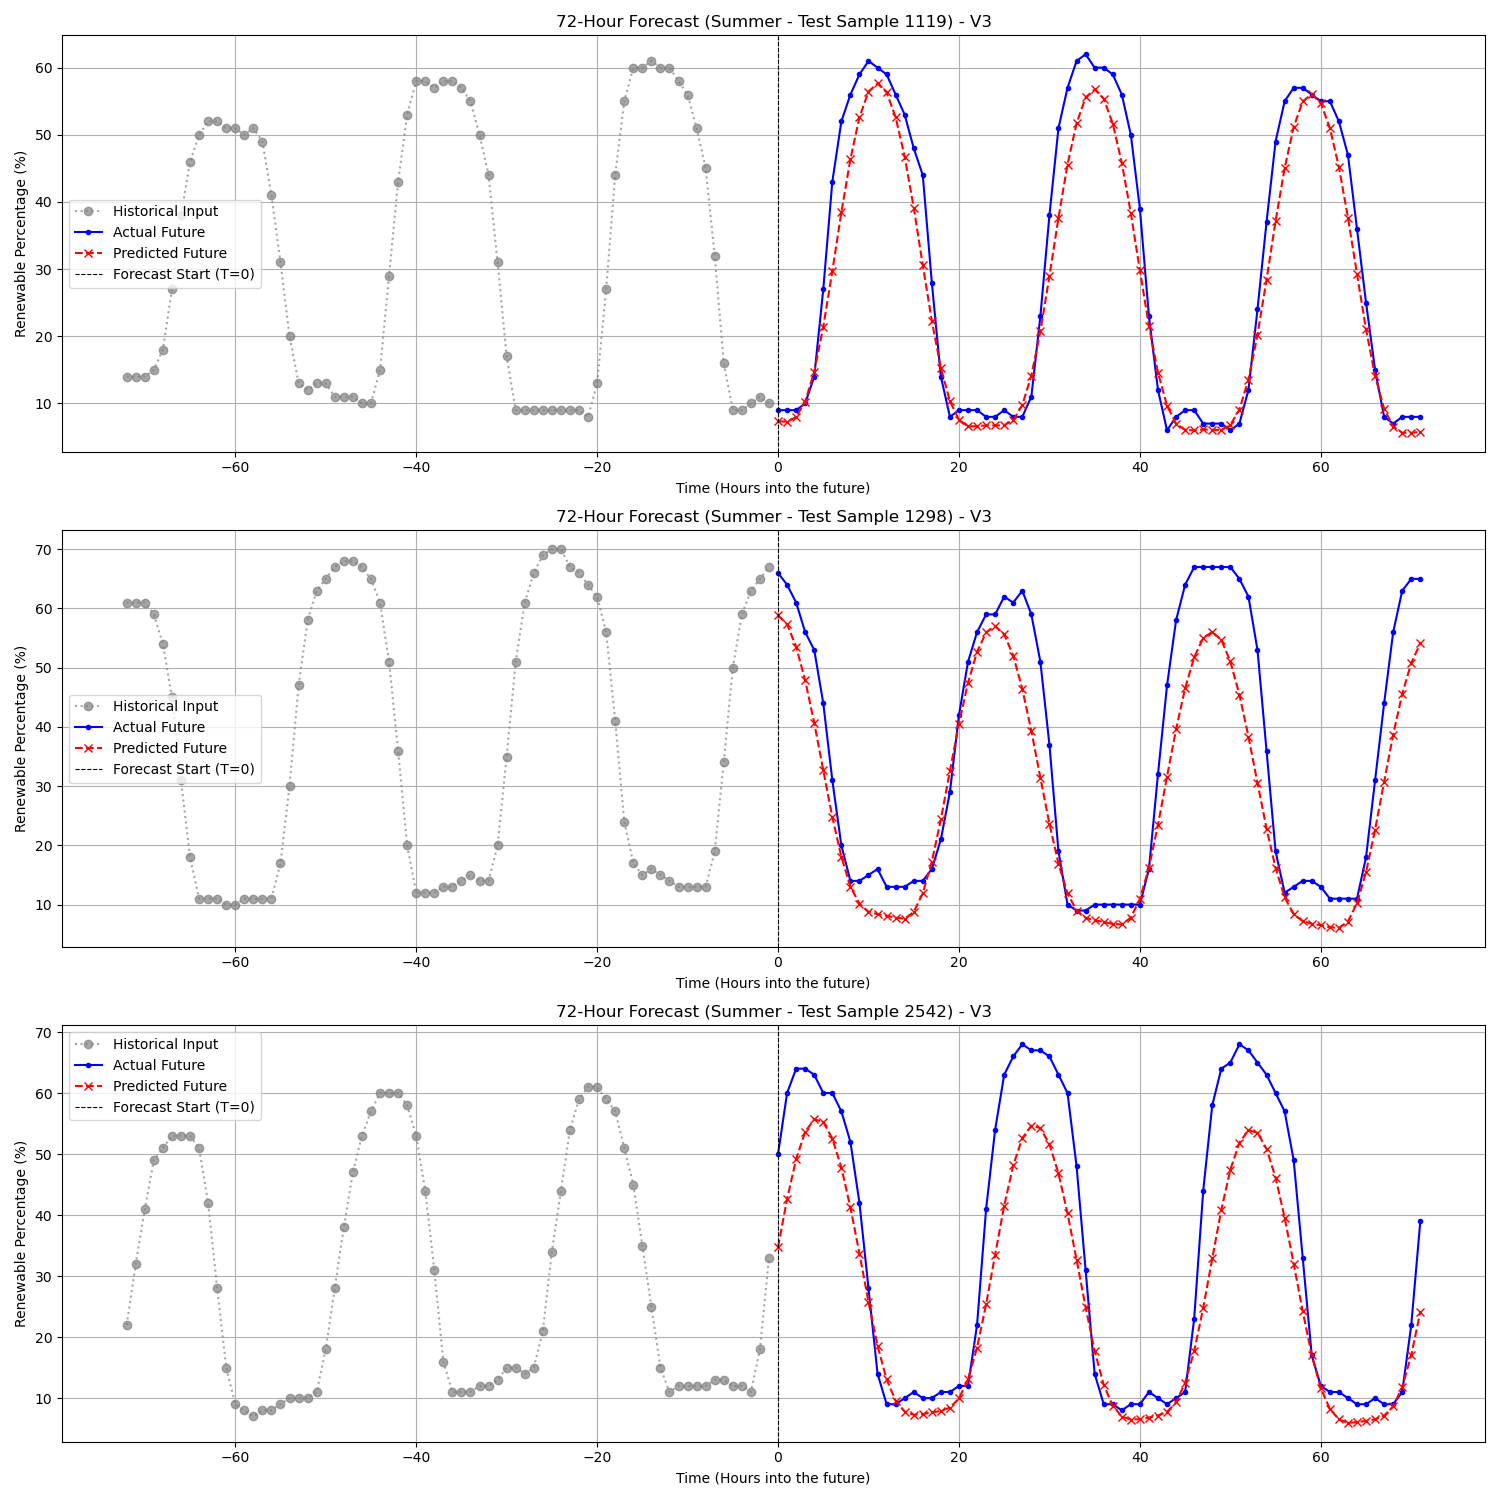 72-Hour Forecast (Summer - Test Sample 1119) - V3
60
50
40
30
20
10
Renewable Percentage (%)
Historical Input
Actual Future
Predicted Future
Forecast Start (T=0)
−60 −40 −20 0 20 40 60
Time (Hours into the future)
72-Hour Forecast (Summer - Test Sample 1298) - V3
70
60
50
40
30
20
10
Renewable Percentage (%)
Historical Input
Actual Future
Predicted Future
Forecast Start (T=0)
−60 −40 −20 0 20 40 60
Time (Hours into the future)
72-Hour Forecast (Summer - Test Sample 2542) - V3
70
60
50
40
30
20
10
Renewable Percentage (%)
Historical Input
Actual Future
Predicted Future
Forecast Start (T=0)
−60 −40 −20 0 20 40 60
Time (Hours into the future)